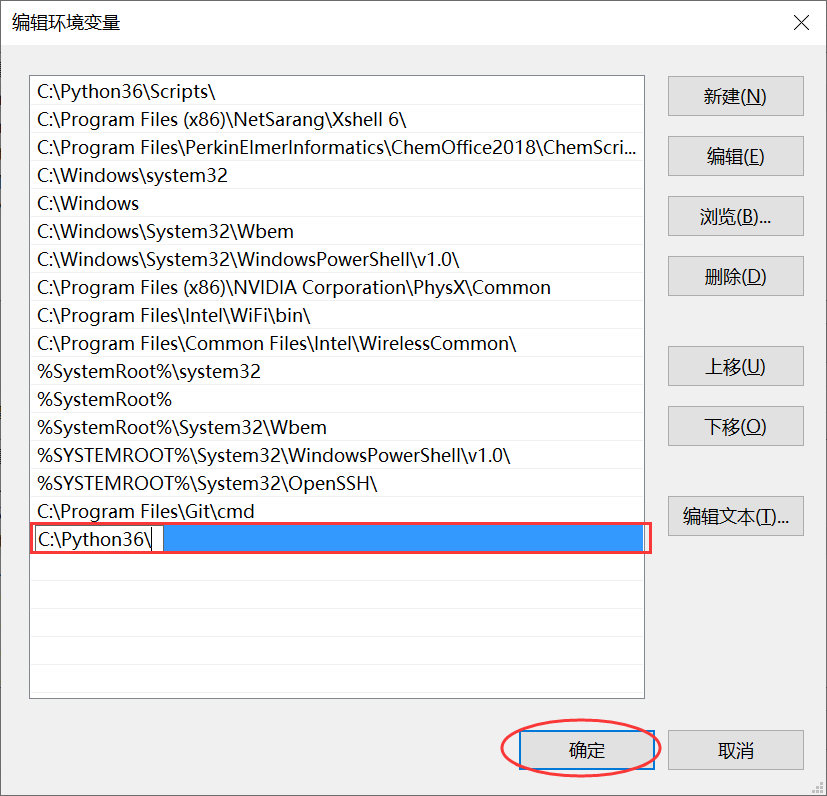 编辑环境变量
C:\Python36\Scripts\
C:\Program Files (x86)\NetSarang\Xshell 6\
C:\Program Files\PerkinElmerInformatics\ChemOffice2018\ChemScri...
C:\Windows\system32
C:\Windows
C:\Windows\System32\Wbem
C:\Windows\System32\WindowsPowerShell\v1.0\
C:\Program Files (x86)\NVIDIA Corporation\PhysX\Common
C:\Program Files\Intel\WiFi\bin\
C:\Program Files\Common Files\Intel\WirelessCommon\
%SystemRoot%\system32
%SystemRoot%
%SystemRoot%\System32\Wbem
%SYSTEMROOT%\System32\WindowsPowerShell\v1.0\
%SYSTEMROOT%\System32\OpenSSH\
C:\Program Files\Git\cmd
C:\Python36\
新建(N)
编辑(E)
浏览(B)...
删除(D)
上移(U)
下移(O)
编辑文本(T)...
确定
取消